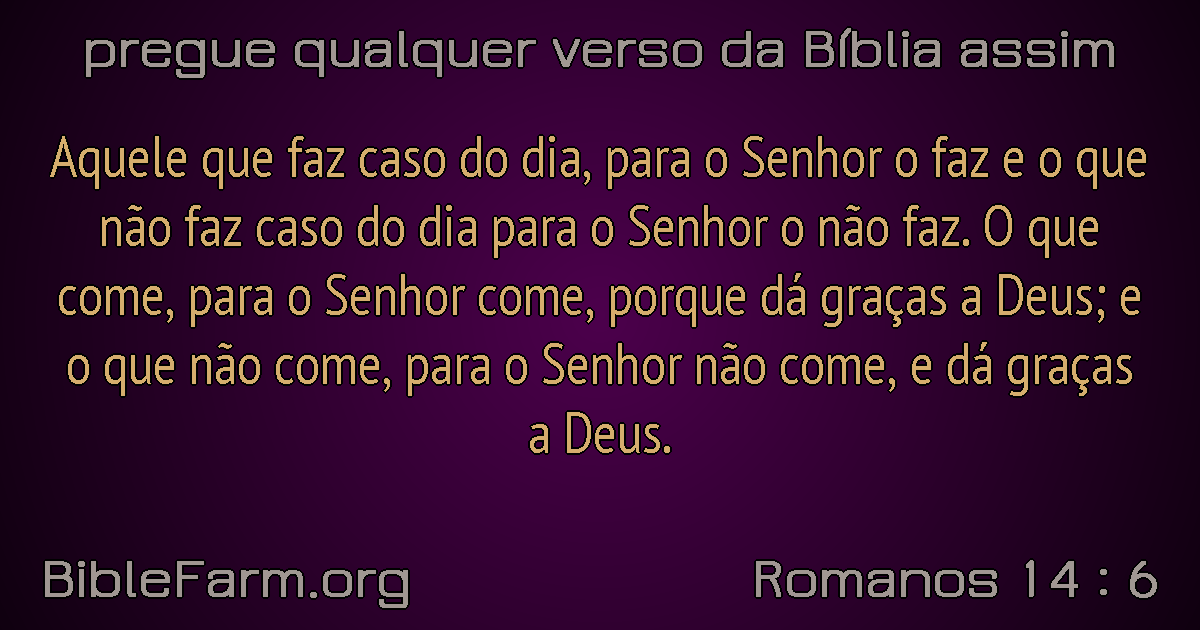 pregue qualquer verso da Bíblia assim
Aquele que faz caso do dia, para o Senhor o faz e o que
não faz caso do dia para o Senhor o não faz. O que
come, para o Senhor come, porque dá graças a Deus; e
o que não come, para o Senhor não come, e dá graças
a Deus.
BibleFarm.org
Romanos 14 : 6